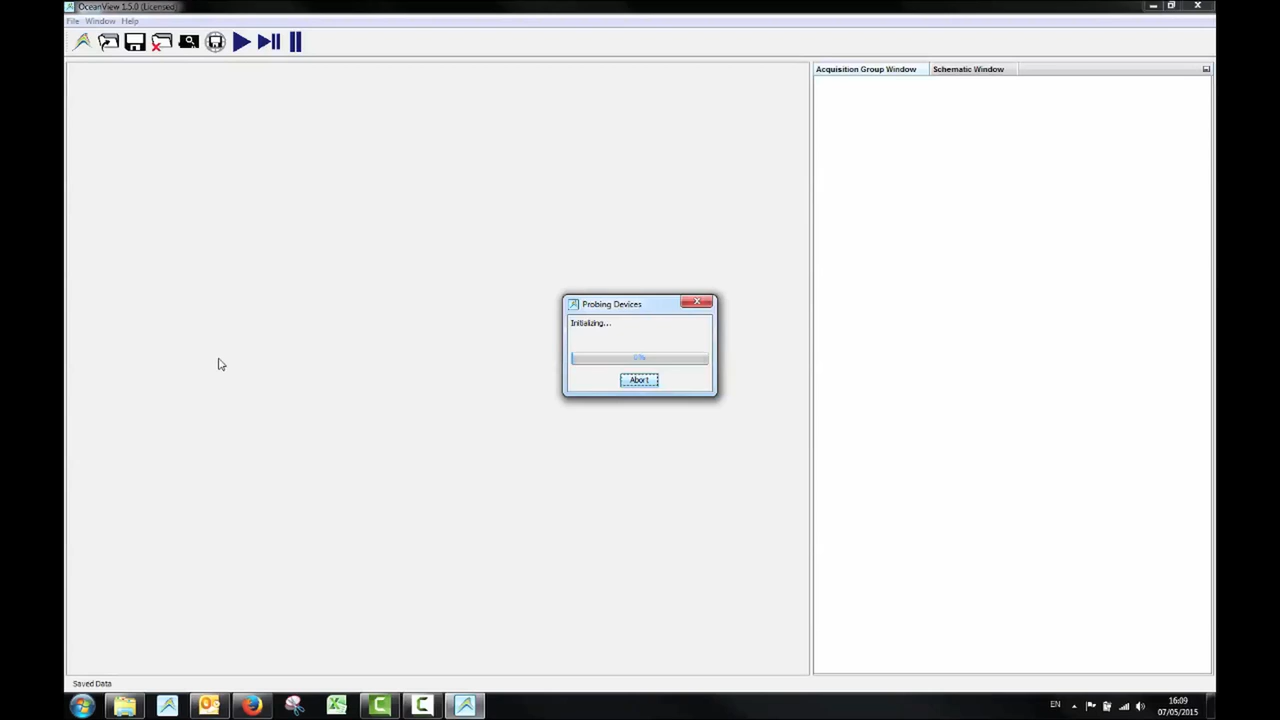 OceanView 1.5.0 (Licensed)
File Window Help
Acquisition Group Window Schematic Window
Probing Devices
Initializing...
0%
Abort
Saved Data
EN
16:09
07/05/2015